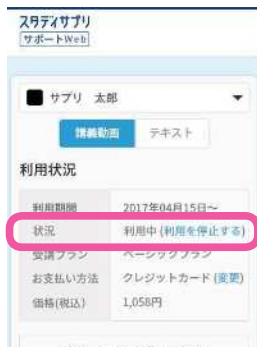 スタディサプリ
サポートWeb
サプリ 太郎
講義動画 テキスト
利用状況
利用期間 2017年04月15日~
状況 利用中 (利用を停止する)
受講プラン ベーシックプラン
お支払い方法 クレジットカード (変更)
価格(税込) 1,058円